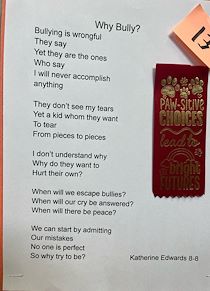 Why Bully?
Bullying is wrongful
They say
Yet they are the ones
Who say
I will never accomplish
anything
They don't see my tears
Yet a kid whom they want
To tear
From pieces to pieces
I don't understand why
Why do they want to
Hurt their own?
When will we escape bullies?
When will our cry be answered?
When will there be peace?
We can start by admitting
Our mistakes
No one is perfect
So why try to be?
Katherine Edwards 8-8
PAW-SITIVE
CHOICES
lead to
bright
FUTURES